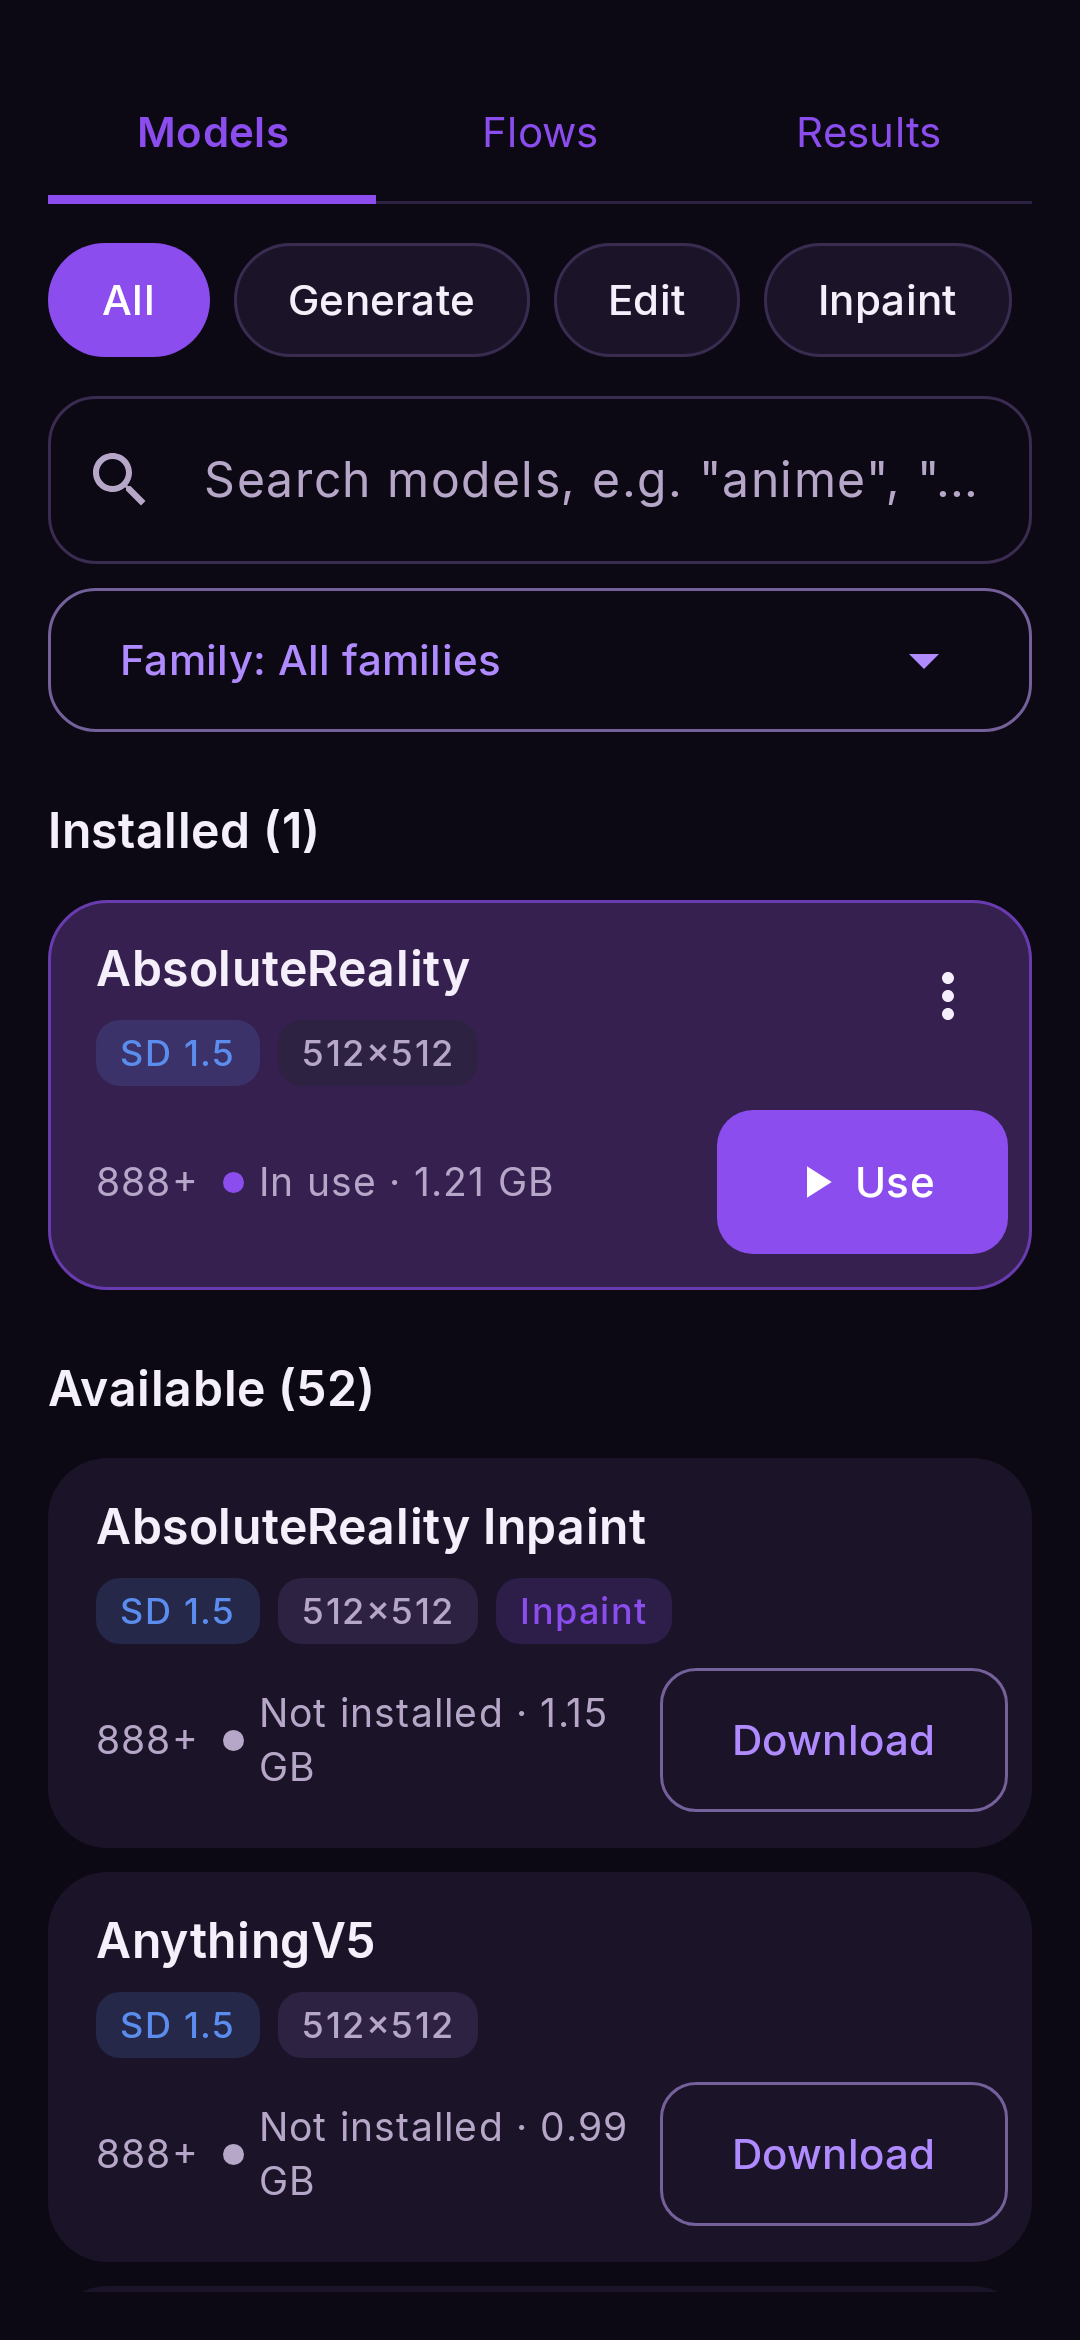 Models
Flows
Results
All
Generate
Edit
Inpaint
Search models, e.g. "anime", "...
Family: All families
Installed (1)
AbsoluteReality
SD 1.5
512×512
888+
In use · 1.21 GB
Use
Available (52)
AbsoluteReality Inpaint
SD 1.5
512×512
Inpaint
888+
Not installed · 1.15
GB
Download
AnythingV5
SD 1.5
512×512
888+
Not installed · 0.99
GB
Download